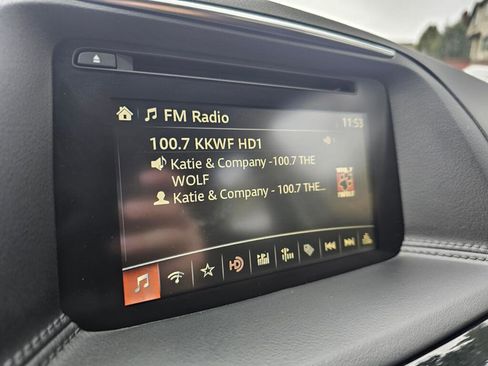 FM Radio
11:53
100.7 KKWF HD1
Katie & Company -100.7 THE
WOLF
Katie & Company - 100.7 THE...
HD